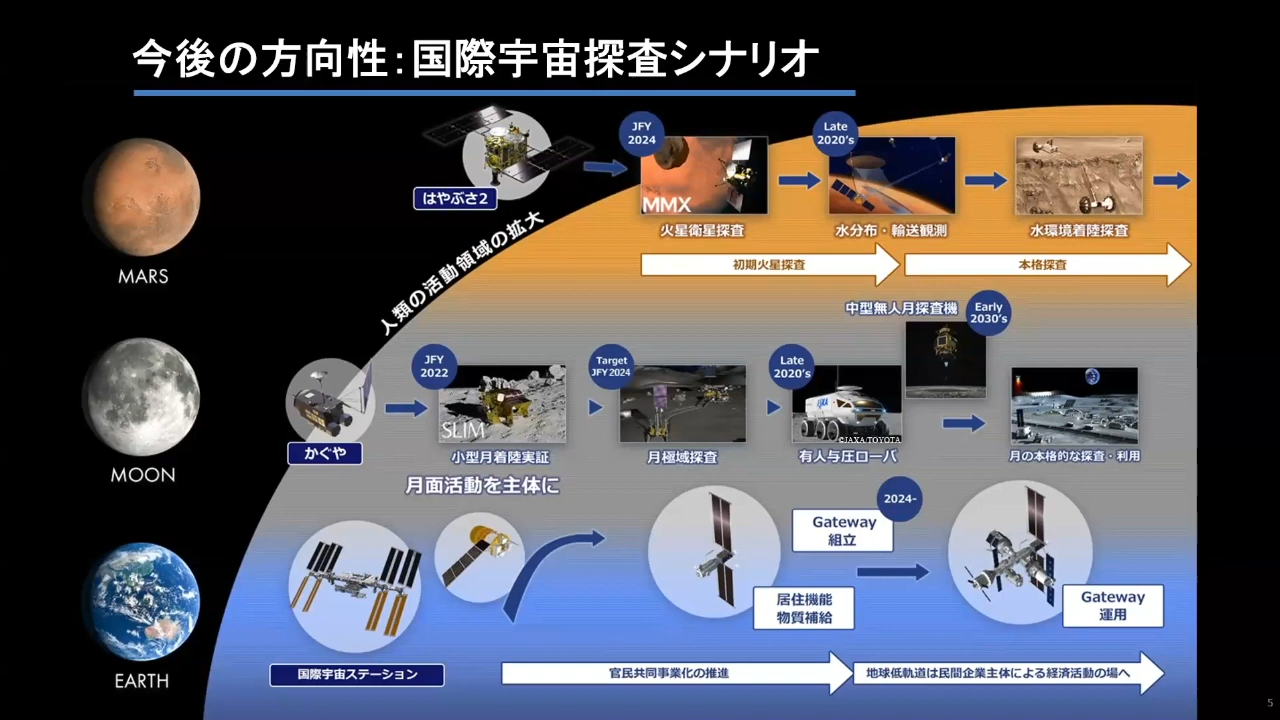 今後の方向性：国際宇宙探査シナリオ
MARS
MOON
EARTH
はやぶさ2
人類の活動領域の拡大
JFY
2024
MMX
火星衛星探査
Late
2020's
水分布・輸送観測
水環境着陸探査
初期火星探査
本格探査
中型無人月探査機
Early
2030's
かぐや
JFY
2022
SLIM
小型月着陸実証
Target
JFY2024
月極域探査
Late
2020's
JAXA
©JAXA/TOYOTA
有人与圧ローバ
月の本格的な探査・利用
月面活動を主体に
国際宇宙ステーション
居住機能
物質補給
2024-
Gateway
組立
Gateway
運用
官民共同事業化の推進
地球低軌道は民間企業主体による経済活動の場へ
5